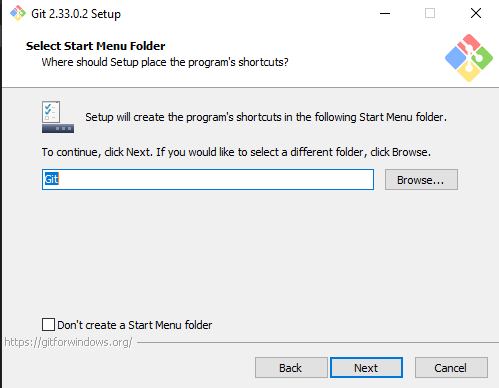 Git 2.33.0.2 Setup
Select Start Menu Folder
Where should Setup place the program's shortcuts?
Setup will create the program's shortcuts in the following Start Menu folder.
To continue, click Next. If you would like to select a different folder, click Browse.
Git
Browse...
Don't create a Start Menu folder
https://gitforwindows.org/
Back
Next
Cancel